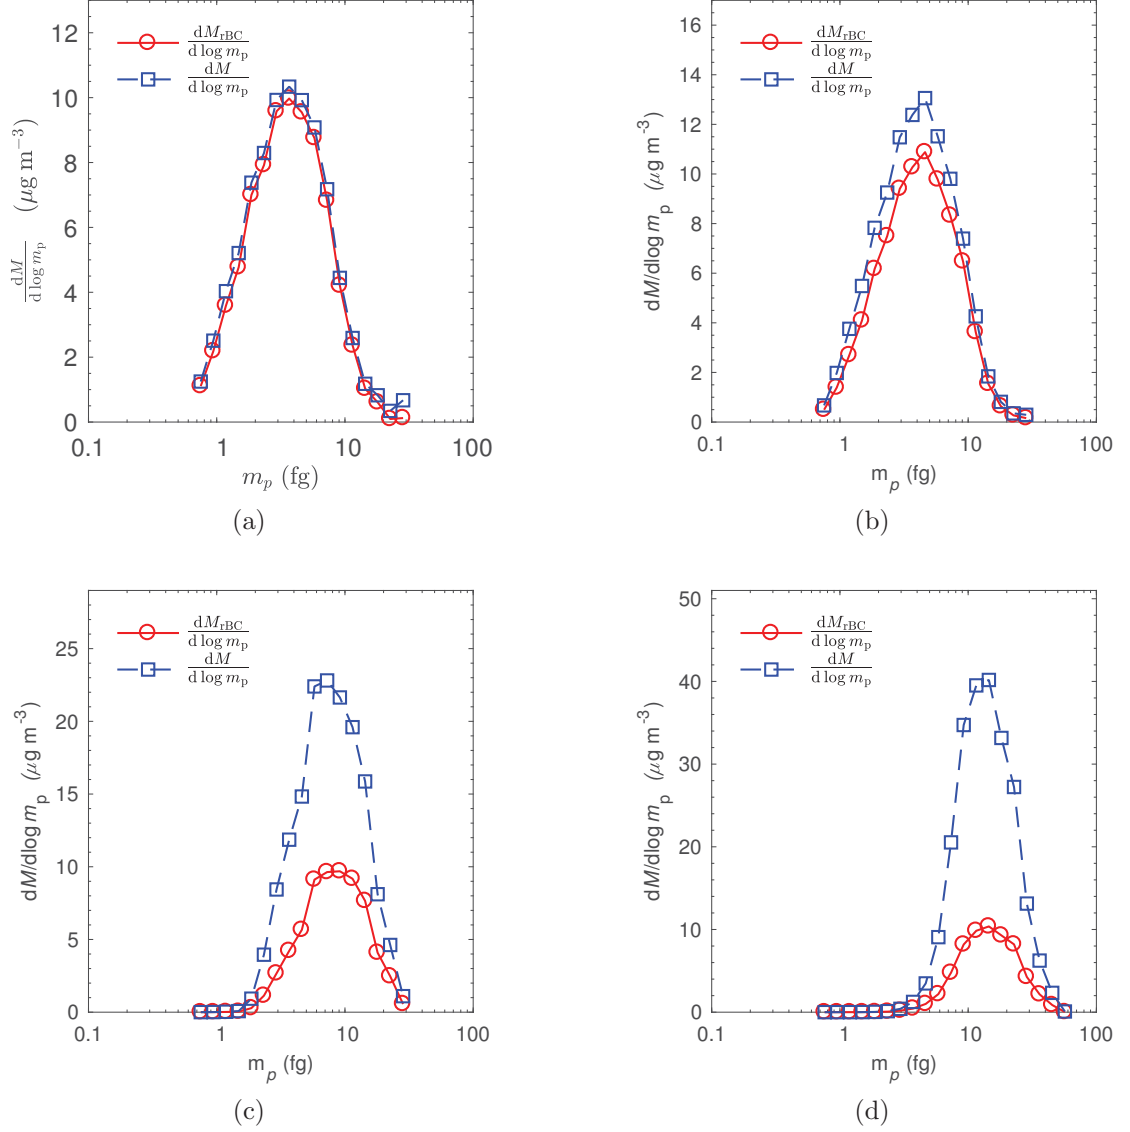 12
10
8
6
4
2
0
0.1 1 10 100
dM_rBC / d log m_p
dM / d log m_p
dM / d log m_p (μg m⁻³)
m_p (fg)
(a)
16
14
12
10
8
6
4
2
0
0.1 1 10 100
dM_rBC / d log m_p
dM / d log m_p
dM/dlog m_p (μg m⁻³)
m_p (fg)
(b)
25
20
15
10
5
0
0.1 1 10 100
dM_rBC / d log m_p
dM / d log m_p
dM/dlog m_p (μg m⁻³)
m_p (fg)
(c)
50
40
30
20
10
0
0.1 1 10 100
dM_rBC / d log m_p
dM / d log m_p
dM/dlog m_p (μg m⁻³)
m_p (fg)
(d)